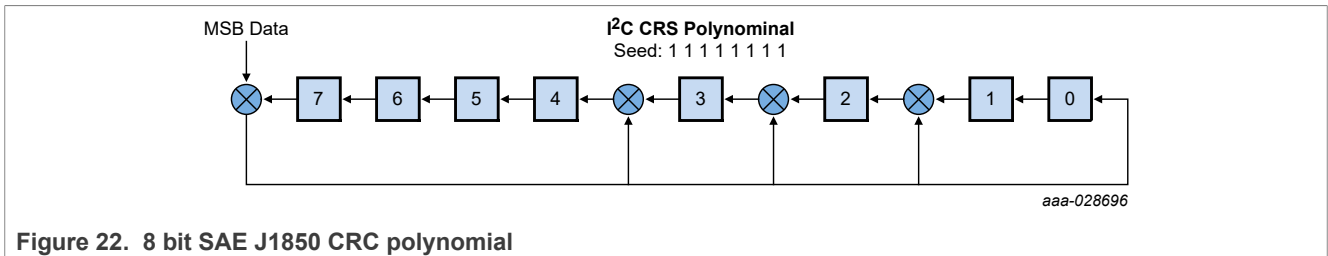 MSB Data
I2C CRS Polynominal
Seed: 1 1 1 1 1 1 1 1
7 6 5 4 3 2 1 0
aaa-028696
Figure 22. 8 bit SAE J1850 CRC polynomial